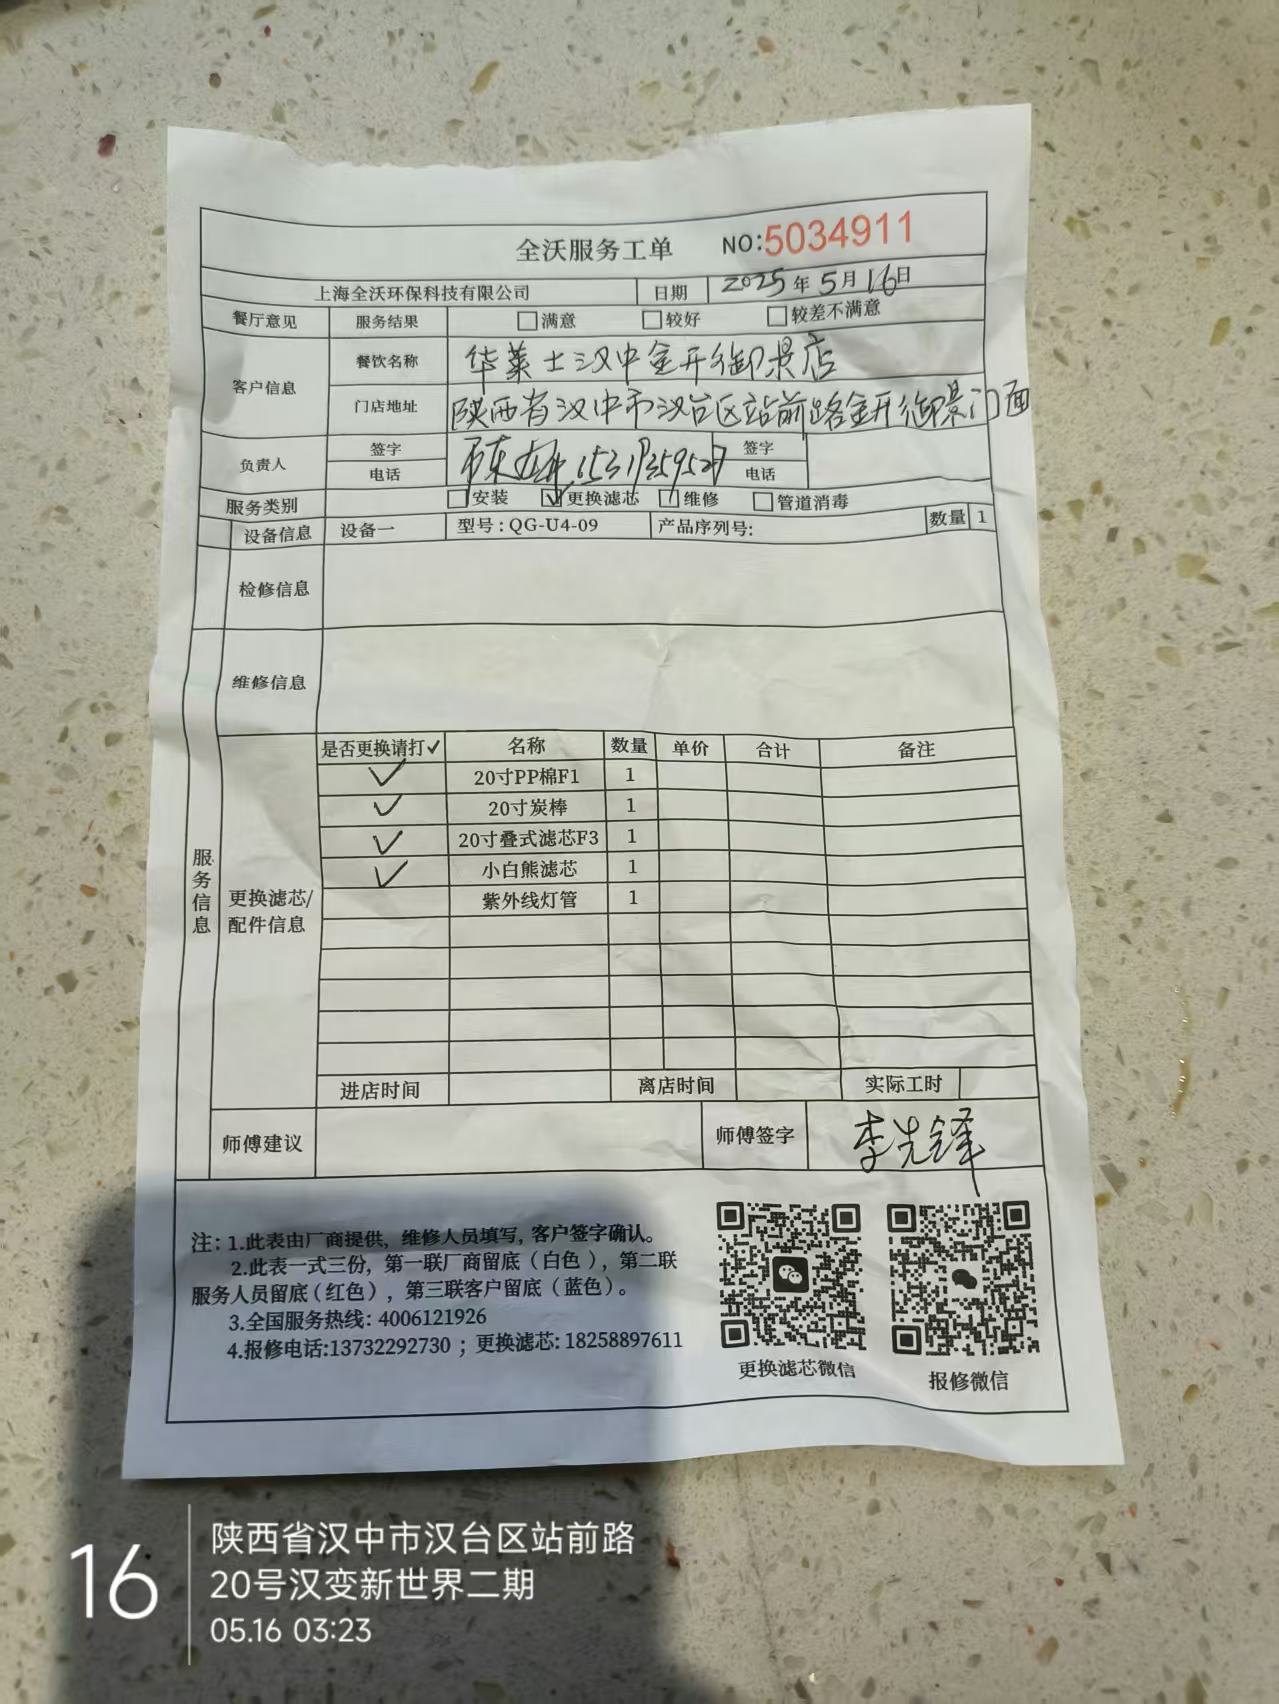 全沃服务工单 NO:5034911
上海全沃环保科技有限公司 日期 2025年5月16日
餐厅意见 服务结果 □满意 □较好 □较差不满意
客户信息 餐饮名称 华莱士汉中金开御景店
门店地址 陕西省汉中市汉台区站前路金开御景门面
负责人 签字 签字
电话 电话
服务类别 □安装 ☑更换滤芯 □维修 □管道消毒
设备信息 设备一 型号:QG-U4-09 产品序列号: 数量 1
检修信息
维修信息
服务信息
更换滤芯/配件信息
是否更换请打✓ 名称 数量 单价 合计 备注
✓ 20寸PP棉F1 1
✓ 20寸炭棒 1
✓ 20寸叠式滤芯F3 1
✓ 小白熊滤芯 1
紫外线灯管 1
进店时间 离店时间 实际工时
师傅建议 师傅签字 李先锋
注:1.此表由厂商提供,维修人员填写,客户签字确认。
2.此表一式三份,第一联厂商留底(白色),第二联
服务人员留底(红色),第三联客户留底(蓝色)。
3.全国服务热线:4006121926
4.报修电话:13732292730;更换滤芯:18258897611
更换滤芯微信 报修微信
16
陕西省汉中市汉台区站前路
20号汉变新世界二期
05.16 03:23